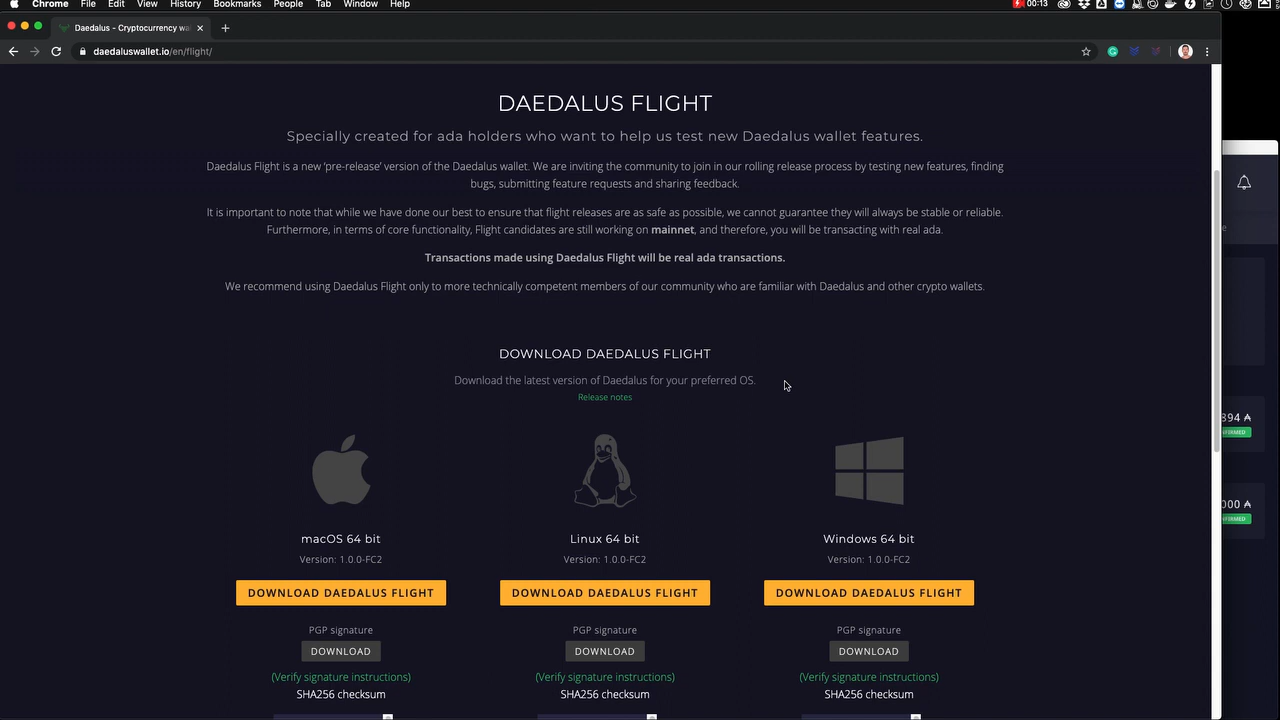 Chrome File Edit View History Bookmarks People Tab Window Help
00:13
Daedalus - Cryptocurrency wa
daedaluswallet.io/en/flight/
DAEDALUS FLIGHT
Specially created for ada holders who want to help us test new Daedalus wallet features.
Daedalus Flight is a new ‘pre-release’ version of the Daedalus wallet. We are inviting the community to join in our rolling release process by testing new features, finding
bugs, submitting feature requests and sharing feedback.
It is important to note that while we have done our best to ensure that flight releases are as safe as possible, we cannot guarantee they will always be stable or reliable.
Furthermore, in terms of core functionality, Flight candidates are still working on mainnet, and therefore, you will be transacting with real ada.
Transactions made using Daedalus Flight will be real ada transactions.
We recommend using Daedalus Flight only to more technically competent members of our community who are familiar with Daedalus and other crypto wallets.
DOWNLOAD DAEDALUS FLIGHT
Download the latest version of Daedalus for your preferred OS.
Release notes
macOS 64 bit Linux 64 bit Windows 64 bit
Version: 1.0.0-FC2 Version: 1.0.0-FC2 Version: 1.0.0-FC2
DOWNLOAD DAEDALUS FLIGHT DOWNLOAD DAEDALUS FLIGHT DOWNLOAD DAEDALUS FLIGHT
PGP signature PGP signature PGP signature
DOWNLOAD DOWNLOAD DOWNLOAD
(Verify signature instructions) (Verify signature instructions) (Verify signature instructions)
SHA256 checksum SHA256 checksum SHA256 checksum
894 ₳
NFIRMED
000 ₳
NFIRMED